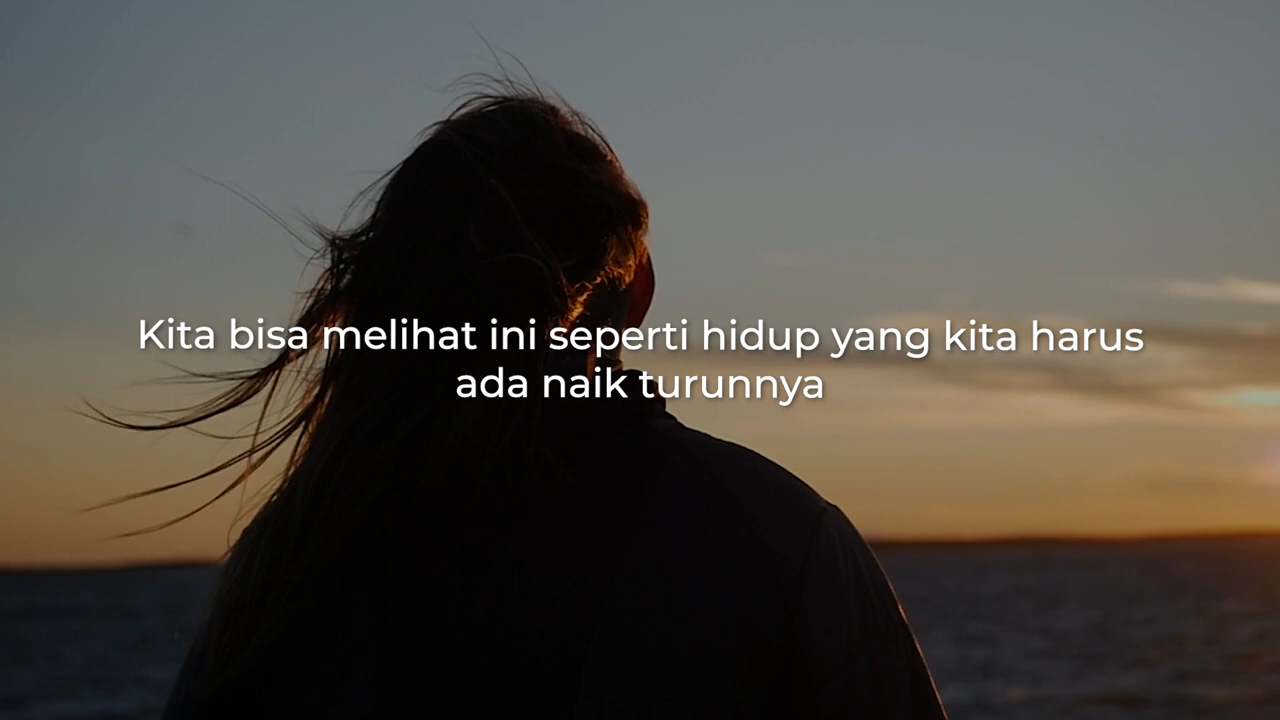 Kita bisa melihat ini seperti hidup yang kita harus
ada naik turunnya